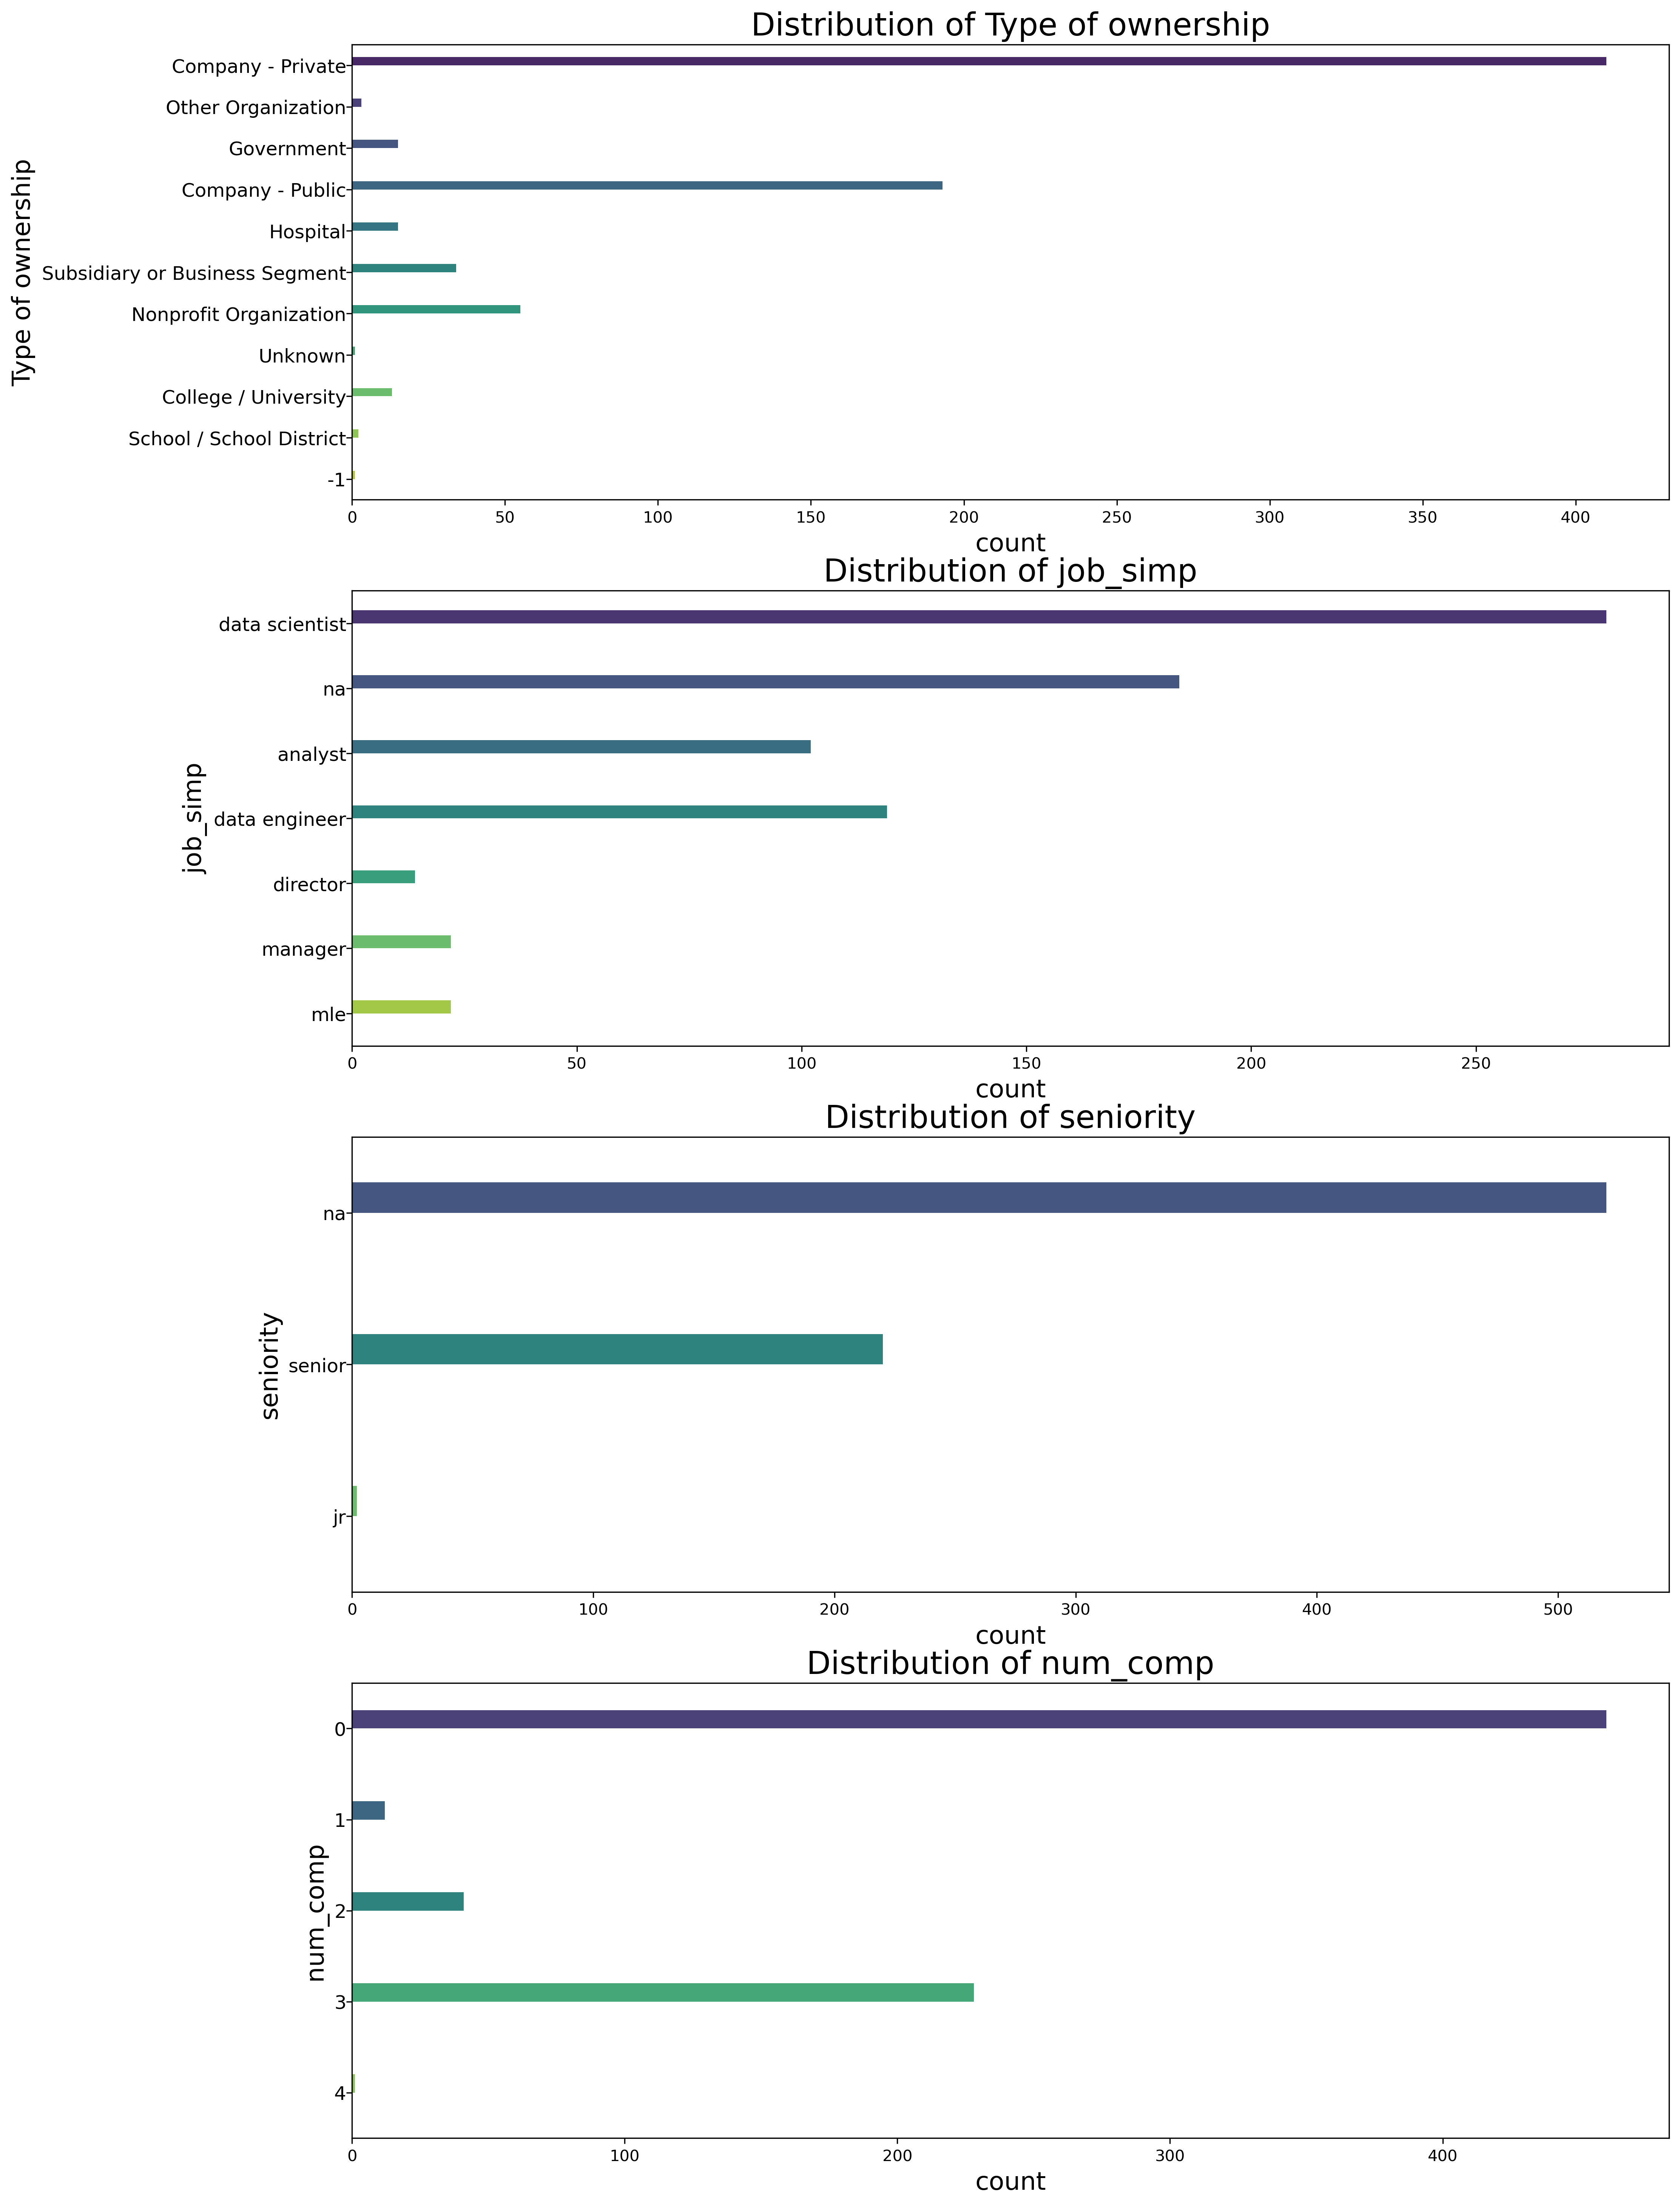 Distribution of Type of ownership
Type of ownership
Company - Private
Other Organization
Government
Company - Public
Hospital
Subsidiary or Business Segment
Nonprofit Organization
Unknown
College / University
School / School District
-1
0 50 100 150 200 250 300 350 400
count
Distribution of job_simp
job_simp
data scientist
na
analyst
data engineer
director
manager
mle
0 50 100 150 200 250
count
Distribution of seniority
seniority
na
senior
jr
0 100 200 300 400 500
count
Distribution of num_comp
num_comp
0
1
2
3
4
0 100 200 300 400
count